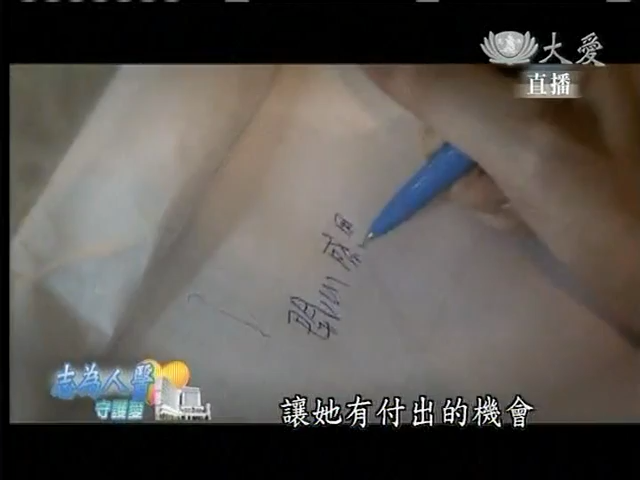 大愛
直播
志為人醫
守護愛
讓她有付出的機會